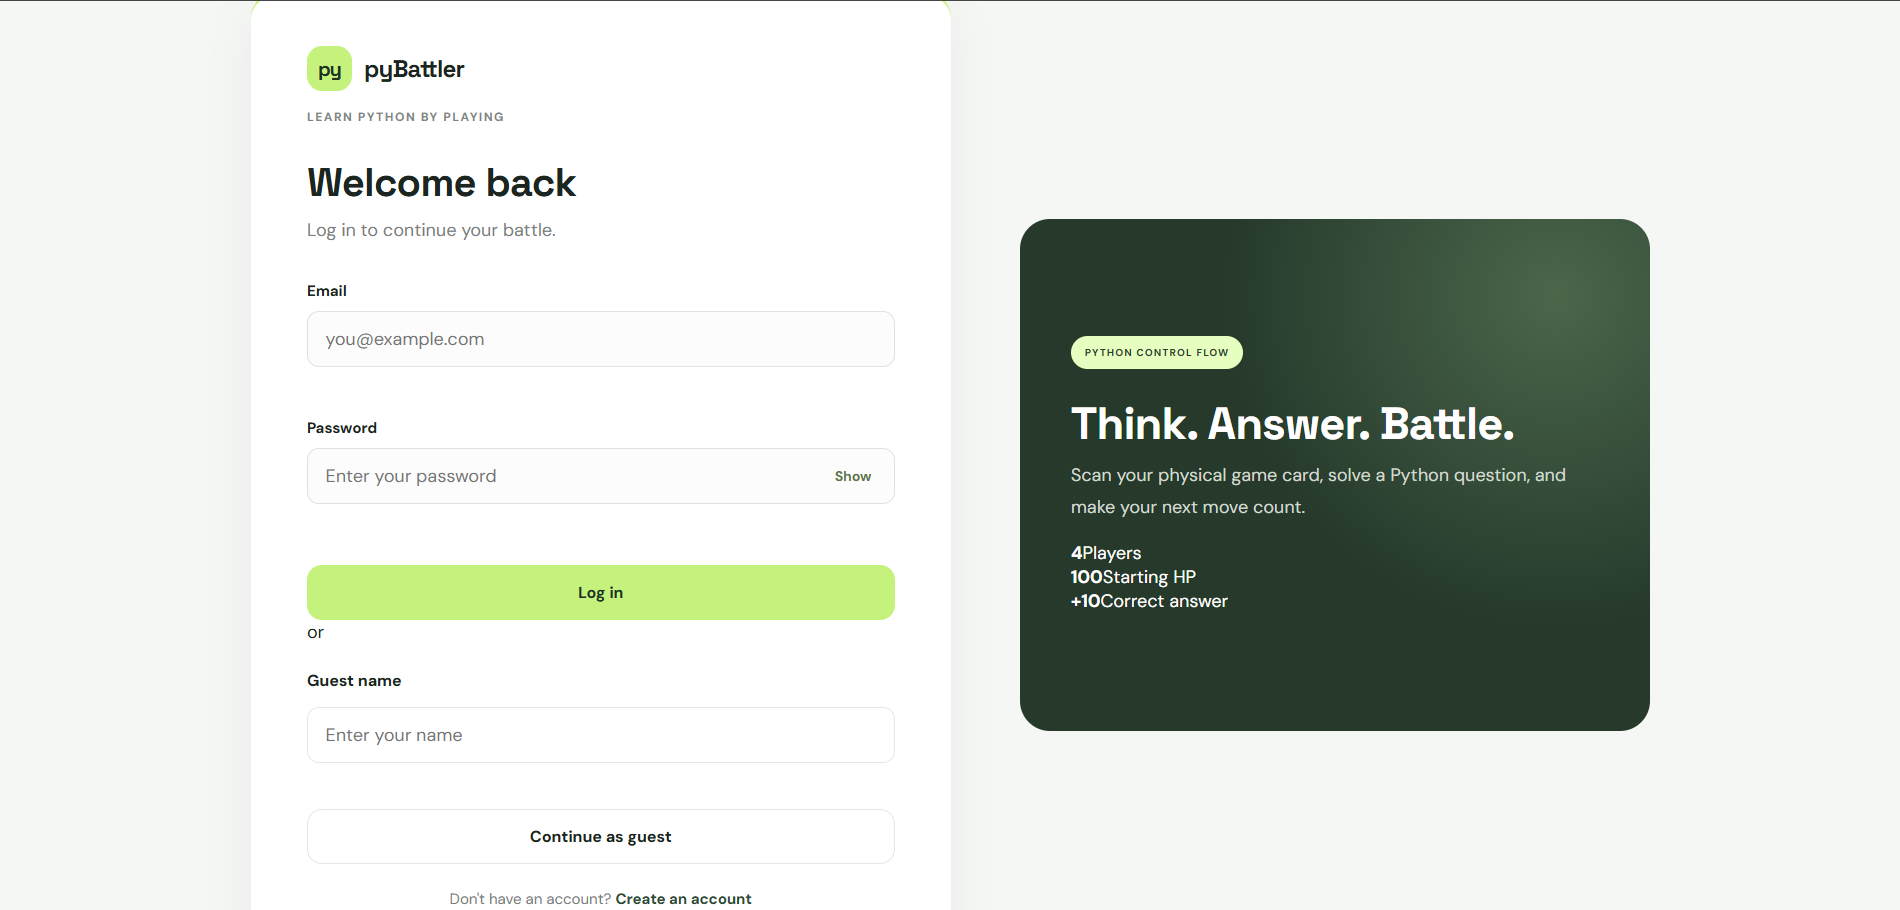 py pyBattler
LEARN PYTHON BY PLAYING
Welcome back
Log in to continue your battle.
Email
you@example.com
Password
Enter your password Show
Log in
or
Guest name
Enter your name
Continue as guest
Don't have an account? Create an account
PYTHON CONTROL FLOW
Think. Answer. Battle.
Scan your physical game card, solve a Python question, and
make your next move count.
4Players
100Starting HP
+10Correct answer